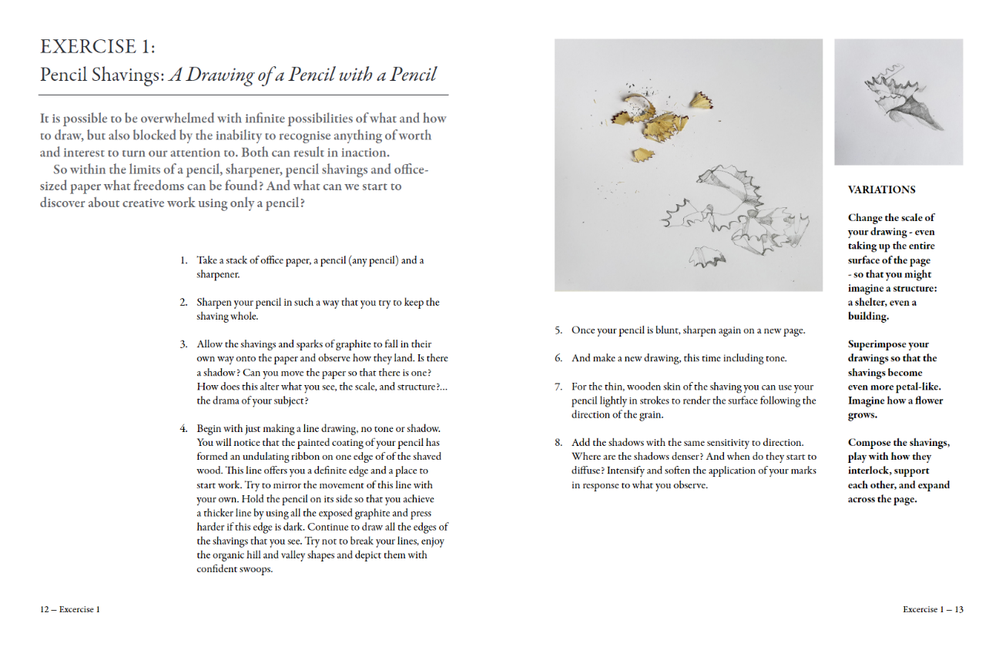 EXERCISE 1:
Pencil Shavings: A Drawing of a Pencil with a Pencil
It is possible to be overwhelmed with infinite possibilities of what and how
to draw, but also blocked by the inability to recognise anything of worth
and interest to turn our attention to. Both can result in inaction.
So within the limits of a pencil, sharpener, pencil shavings and office-
sized paper what freedoms can be found? And what can we start to
discover about creative work using only a pencil?
1. Take a stack of office paper, a pencil (any pencil) and a
sharpener.
2. Sharpen your pencil in such a way that you try to keep the
shaving whole.
3. Allow the shavings and sparks of graphite to fall in their
own way onto the paper and observe how they land. Is there
a shadow? Can you move the paper so that there is one?
How does this alter what you see, the scale, and structure?...
the drama of your subject?
4. Begin with just making a line drawing, no tone or shadow.
You will notice that the painted coating of your pencil has
formed an undulating ribbon on one edge of of the shaved
wood. This line offers you a definite edge and a place to
start work. Try to mirror the movement of this line with
your own. Hold the pencil on its side so that you achieve
a thicker line by using all the exposed graphite and press
harder if this edge is dark. Continue to draw all the edges of
the shavings that you see. Try not to break your lines, enjoy
the organic hill and valley shapes and depict them with
confident swoops.
12 – Excercise 1
5. Once your pencil is blunt, sharpen again on a new page.
6. And make a new drawing, this time including tone.
7. For the thin, wooden skin of the shaving you can use your
pencil lightly in strokes to render the surface following the
direction of the grain.
8. Add the shadows with the same sensitivity to direction.
Where are the shadows denser? And when do they start to
diffuse? Intensify and soften the application of your marks
in response to what you observe.
VARIATIONS
Change the scale of
your drawing - even
taking up the entire
surface of the page
- so that you might
imagine a structure:
a shelter, even a
building.
Superimpose your
drawings so that the
shavings become
even more petal-like.
Imagine how a flower
grows.
Compose the shavings,
play with how they
interlock, support
each other, and expand
across the page.
Excercise 1 – 13